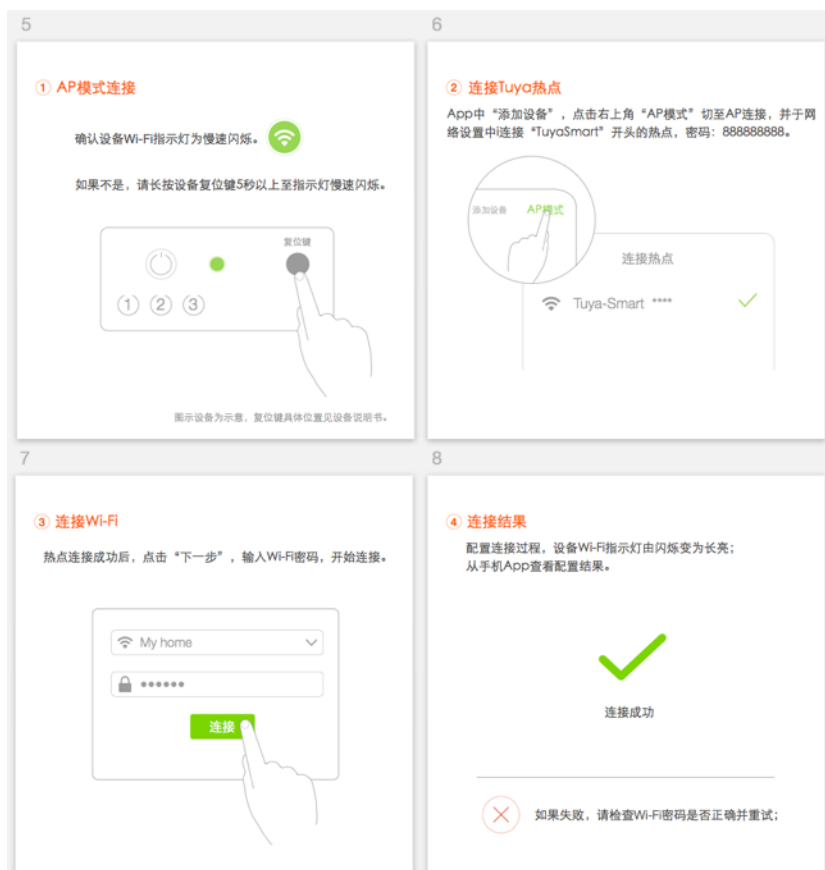 5
① AP模式连接
确认设备Wi-Fi指示灯为慢速闪烁。
如果不是，请长按设备复位键5秒以上至指示灯慢速闪烁。
复位键
① ② ③
图示设备为示意，复位键具体位置见设备说明书。
6
② 连接Tuya热点
App中“添加设备”，点击右上角“AP模式”切至AP连接，并于网
络设置中i连接“TuyaSmart”开头的热点，密码：888888888。
添加设备 AP模式
连接热点
Tuya-Smart ****
7
③ 连接Wi-Fi
热点连接成功后，点击“下一步”，输入Wi-Fi密码，开始连接。
My home
••••••
连接
8
④ 连接结果
配置连接过程，设备Wi-Fi指示灯由闪烁变为长亮；
从手机App查看配置结果。
连接成功
如果失败，请检查Wi-Fi密码是否正确并重试；